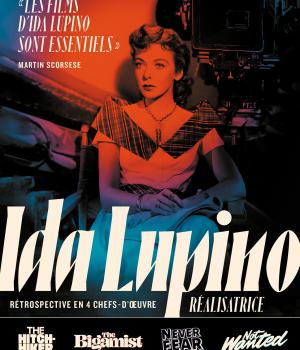 « LES FILMS
D'IDA LUPINO
SONT ESSENTIELS »
MARTIN SCORSESE
Ida Lupino
RÉTROSPECTIVE EN 4 CHEFS-D'ŒUVRE
RÉALISATRICE
THE HITCH-HIKER
The Bigamist
NEVER FEAR
Not Wanted